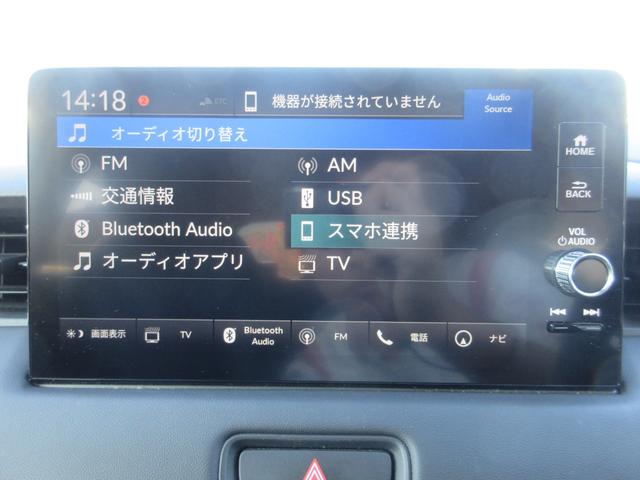 14:18 2 ETC 機器が接続されていません Audio Source
オーディオ切り替え
FM AM
交通情報 USB
Bluetooth Audio スマホ連携
オーディオアプリ TV
画面表示 TV Bluetooth Audio FM 電話 ナビ
HOME
BACK
VOL
AUDIO